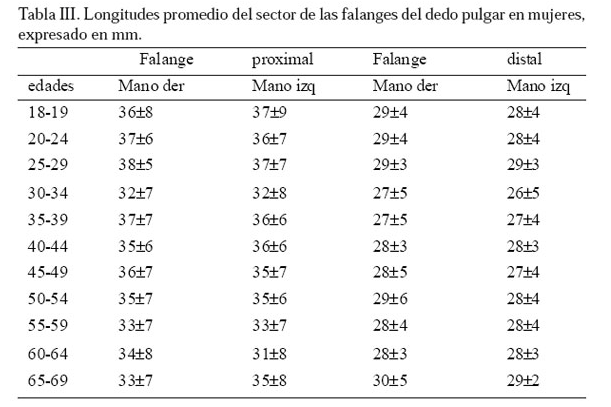 Tabla III. Longitudes promedio del sector de las falanges del dedo pulgar en mujeres,
expresado en mm.
Falange proximal Falange distal
edades Mano der Mano izq Mano der Mano izq
18-19 36±8 37±9 29±4 28±4
20-24 37±6 36±7 29±4 28±4
25-29 38±5 37±7 29±3 29±3
30-34 32±7 32±8 27±5 26±5
35-39 37±7 36±6 27±5 27±4
40-44 35±6 36±6 28±3 28±3
45-49 36±7 35±7 28±5 27±4
50-54 35±7 35±6 29±6 28±4
55-59 33±7 33±7 28±4 28±4
60-64 34±8 31±8 28±3 28±3
65-69 33±7 35±8 30±5 29±2